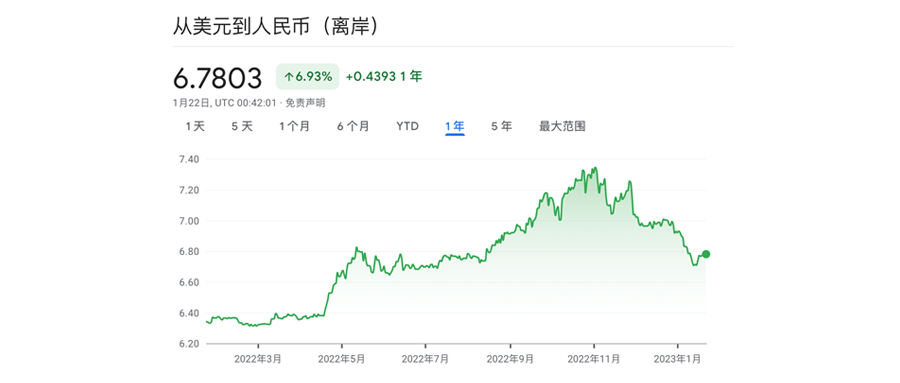 从美元到人民币（离岸）
6.7803 ↑6.93% +0.4393 1 年
1月22日, UTC 00:42:01 · 免责声明
1 天 5 天 1 个月 6 个月 YTD 1 年 5 年 最大范围
7.40
7.20
7.00
6.80
6.60
6.40
6.20
2022年3月 2022年5月 2022年7月 2022年9月 2022年11月 2023年1月